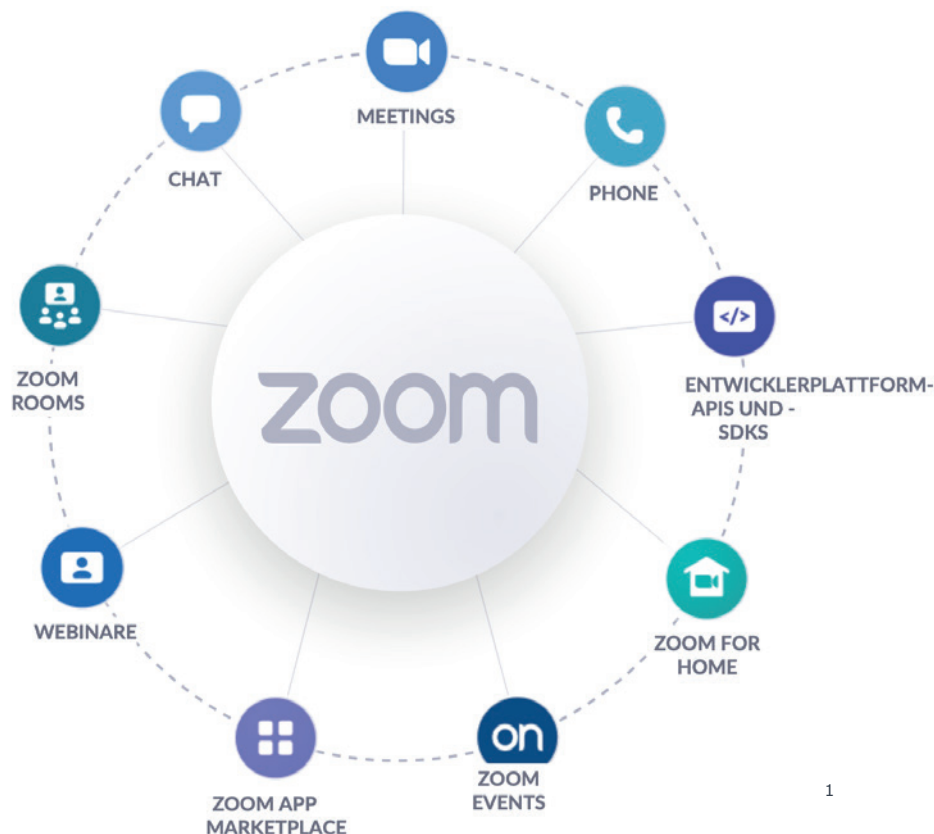 MEETINGS
CHAT
PHONE
</>
ZOOM
ROOMS
zoom
ENTWICKLERPLATTFORM-
APIS UND -
SDKS
WEBINARE
ZOOM FOR
HOME
on
ZOOM
EVENTS
ZOOM APP
MARKETPLACE
1